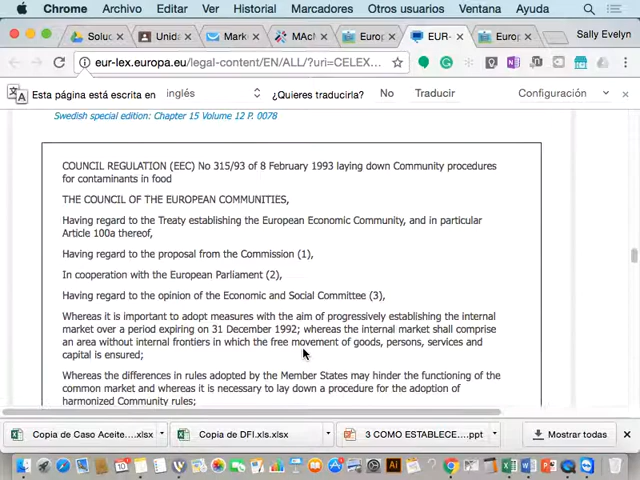 Chrome Archivo Editar Ver Historial Marcadores Otros usuarios Ventana Ayuda
Soluc Unida Marke MAch Europ EUR- Europ Sally Evelyn
eur-lex.europa.eu/legal-content/EN/ALL/?uri=CELEX...
Esta página está escrita en inglés ¿Quieres traducirla? No Traducir Configuración
Swedish special edition: Chapter 15 Volume 12 P. 0078
COUNCIL REGULATION (EEC) No 315/93 of 8 February 1993 laying down Community procedures
for contaminants in food
THE COUNCIL OF THE EUROPEAN COMMUNITIES,
Having regard to the Treaty establishing the European Economic Community, and in particular
Article 100a thereof,
Having regard to the proposal from the Commission (1),
In cooperation with the European Parliament (2),
Having regard to the opinion of the Economic and Social Committee (3),
Whereas it is important to adopt measures with the aim of progressively establishing the internal
market over a period expiring on 31 December 1992; whereas the internal market shall comprise
an area without internal frontiers in which the free movement of goods, persons, services and
capital is ensured;
Whereas the differences in rules adopted by the Member States may hinder the functioning of the
common market and whereas it is necessary to lay down a procedure for the adoption of
harmonized Community rules;
Copia de Caso Aceite....xlsx Copia de DFI.xls.xlsx 3 COMO ESTABLECE....ppt Mostrar todas